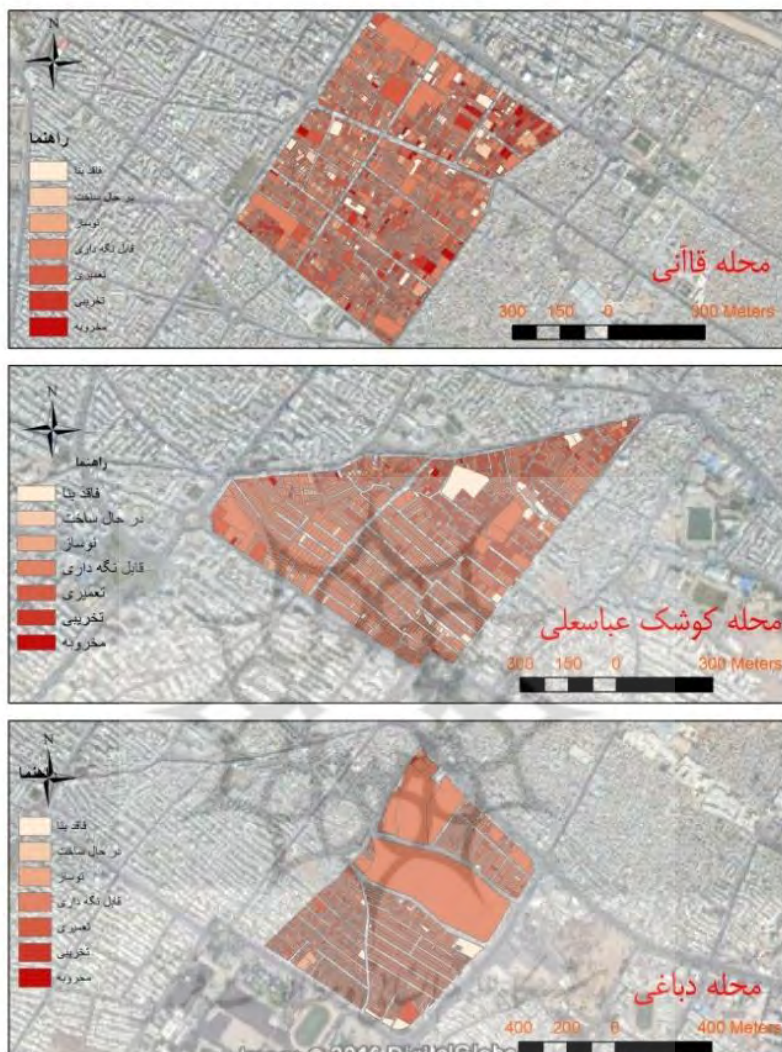 N
راهنما
فاقد بنا
در حال ساخت
نوساز
قابل نگه داری
تعمیری
تخریبی
مخروبه
محله قاآنی
300 150 0 300 Meters
N
راهنما
فاقد بنا
در حال ساخت
نوساز
قابل نگه داری
تعمیری
تخریبی
مخروبه
محله کوشک عباسعلی
300 150 0 300 Meters
N
راهنما
فاقد بنا
در حال ساخت
نوساز
قابل نگه داری
تعمیری
تخریبی
مخروبه
محله دباغی
400 200 0 400 Meters
Image © 2016 DigitalGlobe